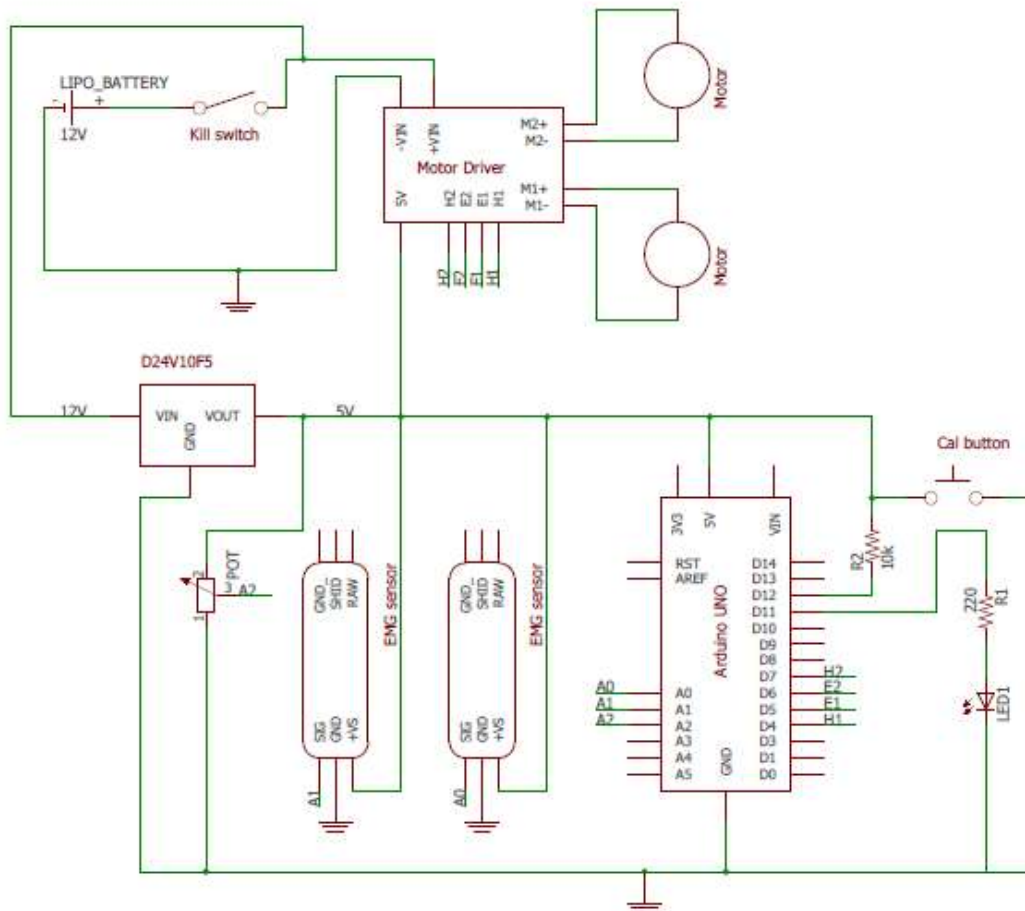 LIPO_BATTERY
-
+
12V
Kill switch
-VIN
+VIN
Motor Driver
5V
H2
E2
E1
H1
M2+
M2-
M1+
M1-
H2
E2
E1
H1
Motor
Motor
D24V10F5
12V
VIN
VOUT
GND
5V
POT
2
3
1
A2
GND_
SHID
RAW
EMG sensor
SIG
GND
+VS
A1
GND_
SHID
RAW
EMG sensor
SIG
GND
+VS
A0
Arduino UNO
3V3
5V
VIN
RST
AREF
A0
A1
A2
A0
A1
A2
A3
A4
A5
GND
D14
D13
D12
D11
D10
D9
D8
D7
D6
D5
D4
D3
D1
D0
H2
E2
E1
H1
Cal button
R2
10k
220
R1
LED1